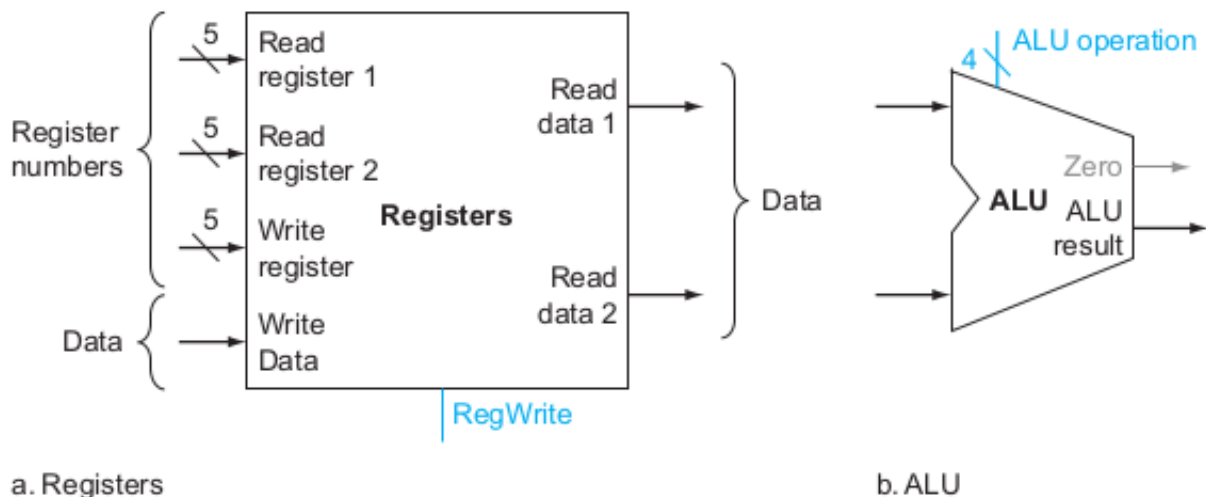 Register
numbers
5
Read
register 1
5
Read
register 2
5
Write
register
Data
Write
Data
Registers
Read
data 1
Read
data 2
Data
RegWrite
4
ALU operation
Zero
ALU
ALU
result
a. Registers
b. ALU